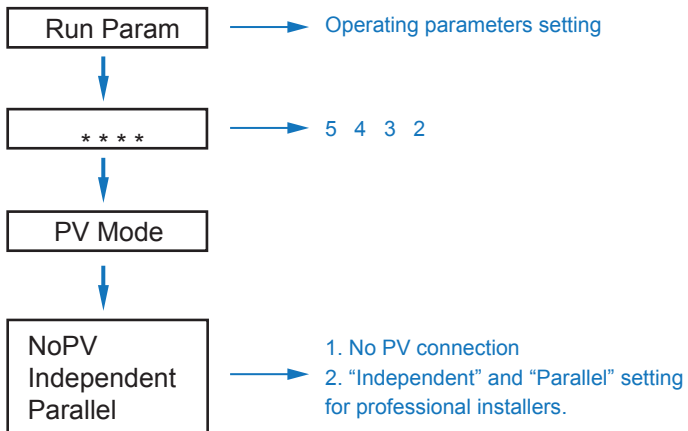 Run Param
Operating parameters setting
* * * *
5 4 3 2
PV Mode
NoPV
Independent
Parallel
1. No PV connection
2. “Independent” and “Parallel” setting
for professional installers.